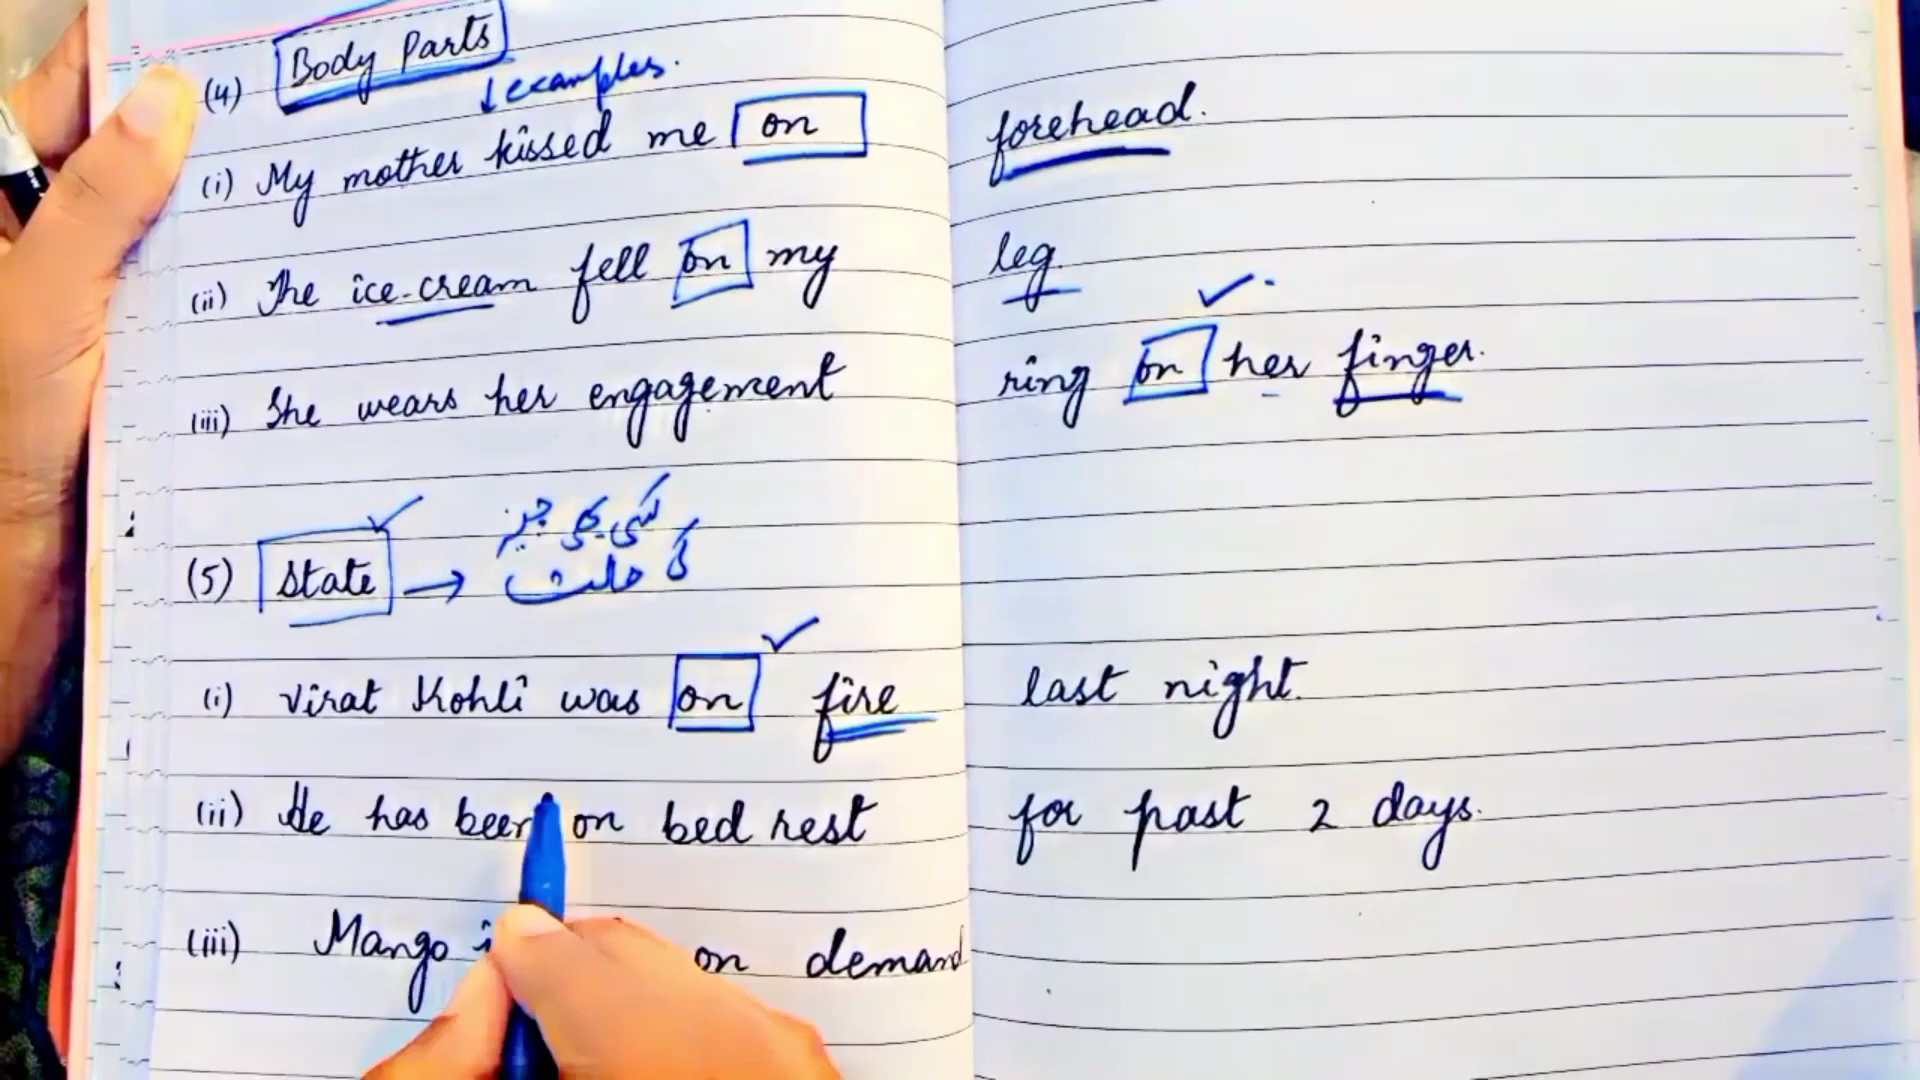 (4) Body Parts
↓ examples.
(i) My mother kissed me on forehead.
(ii) The ice-cream fell on my leg.
(iii) She wears her engagement ring on her finger.
(5) State → کسی بھی چیز
کی حالت
(i) Virat Kohli was on fire last night.
(ii) He has been on bed rest for past 2 days.
(iii) Mango on demand